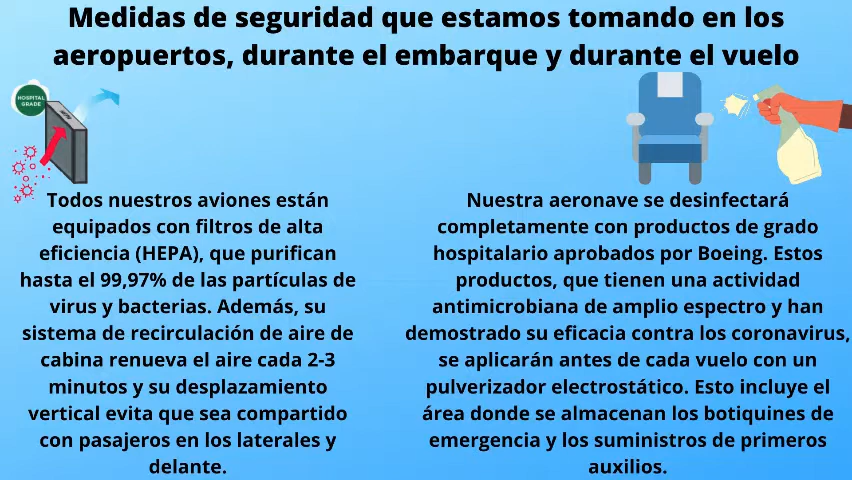 Medidas de seguridad que estamos tomando en los
aeropuertos, durante el embarque y durante el vuelo
HOSPITAL
GRADE
Todos nuestros aviones están
equipados con filtros de alta
eficiencia (HEPA), que purifican
hasta el 99,97% de las partículas de
virus y bacterias. Además, su
sistema de recirculación de aire de
cabina renueva el aire cada 2-3
minutos y su desplazamiento
vertical evita que sea compartido
con pasajeros en los laterales y
delante.
Nuestra aeronave se desinfectará
completamente con productos de grado
hospitalario aprobados por Boeing. Estos
productos, que tienen una actividad
antimicrobiana de amplio espectro y han
demostrado su eficacia contra los coronavirus,
se aplicarán antes de cada vuelo con un
pulverizador electrostático. Esto incluye el
área donde se almacenan los botiquines de
emergencia y los suministros de primeros
auxilios.